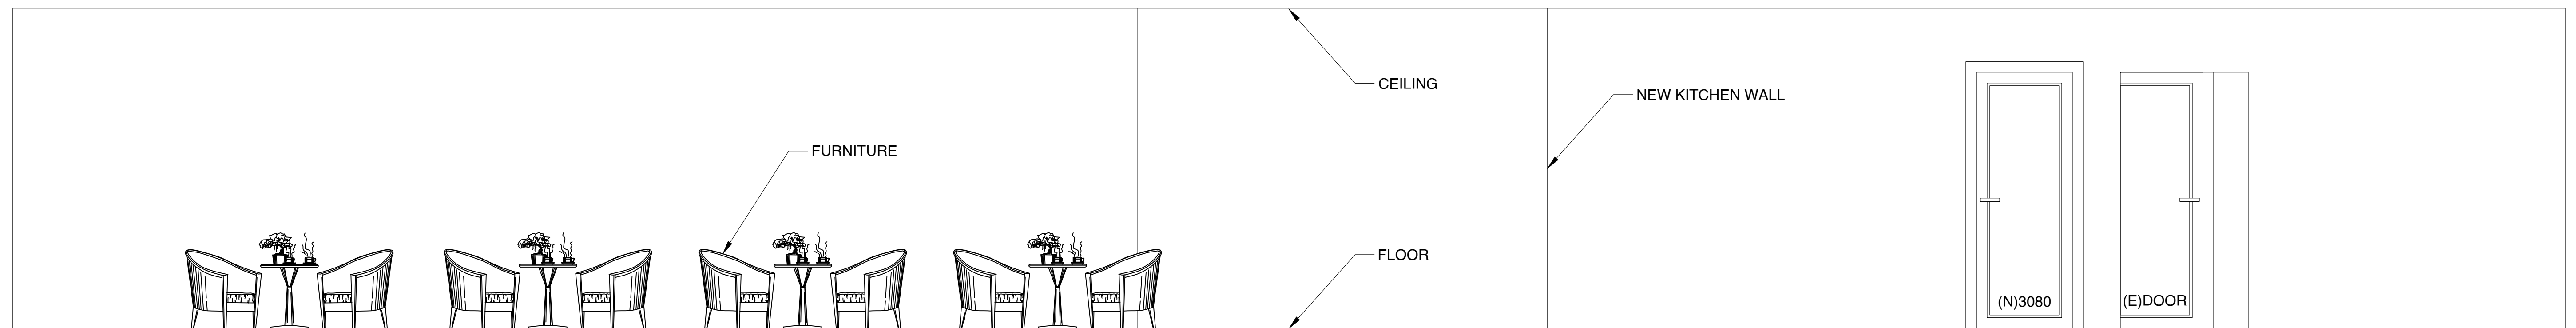 CEILING
NEW KITCHEN WALL
FURNITURE
FLOOR
(N)3080
(E)DOOR